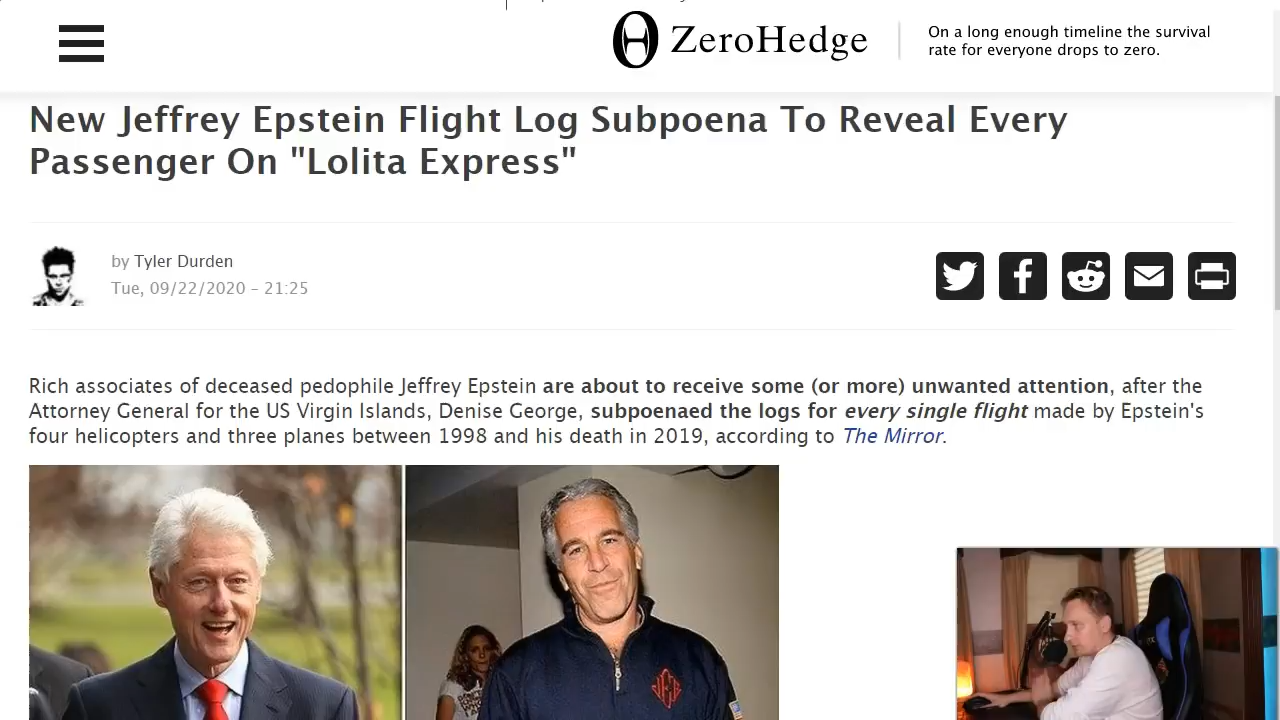 ZeroHedge
On a long enough timeline the survival
rate for everyone drops to zero.
New Jeffrey Epstein Flight Log Subpoena To Reveal Every
Passenger On "Lolita Express"
by Tyler Durden
Tue, 09/22/2020 - 21:25
Rich associates of deceased pedophile Jeffrey Epstein are about to receive some (or more) unwanted attention, after the
Attorney General for the US Virgin Islands, Denise George, subpoenaed the logs for every single flight made by Epstein's
four helicopters and three planes between 1998 and his death in 2019, according to The Mirror.